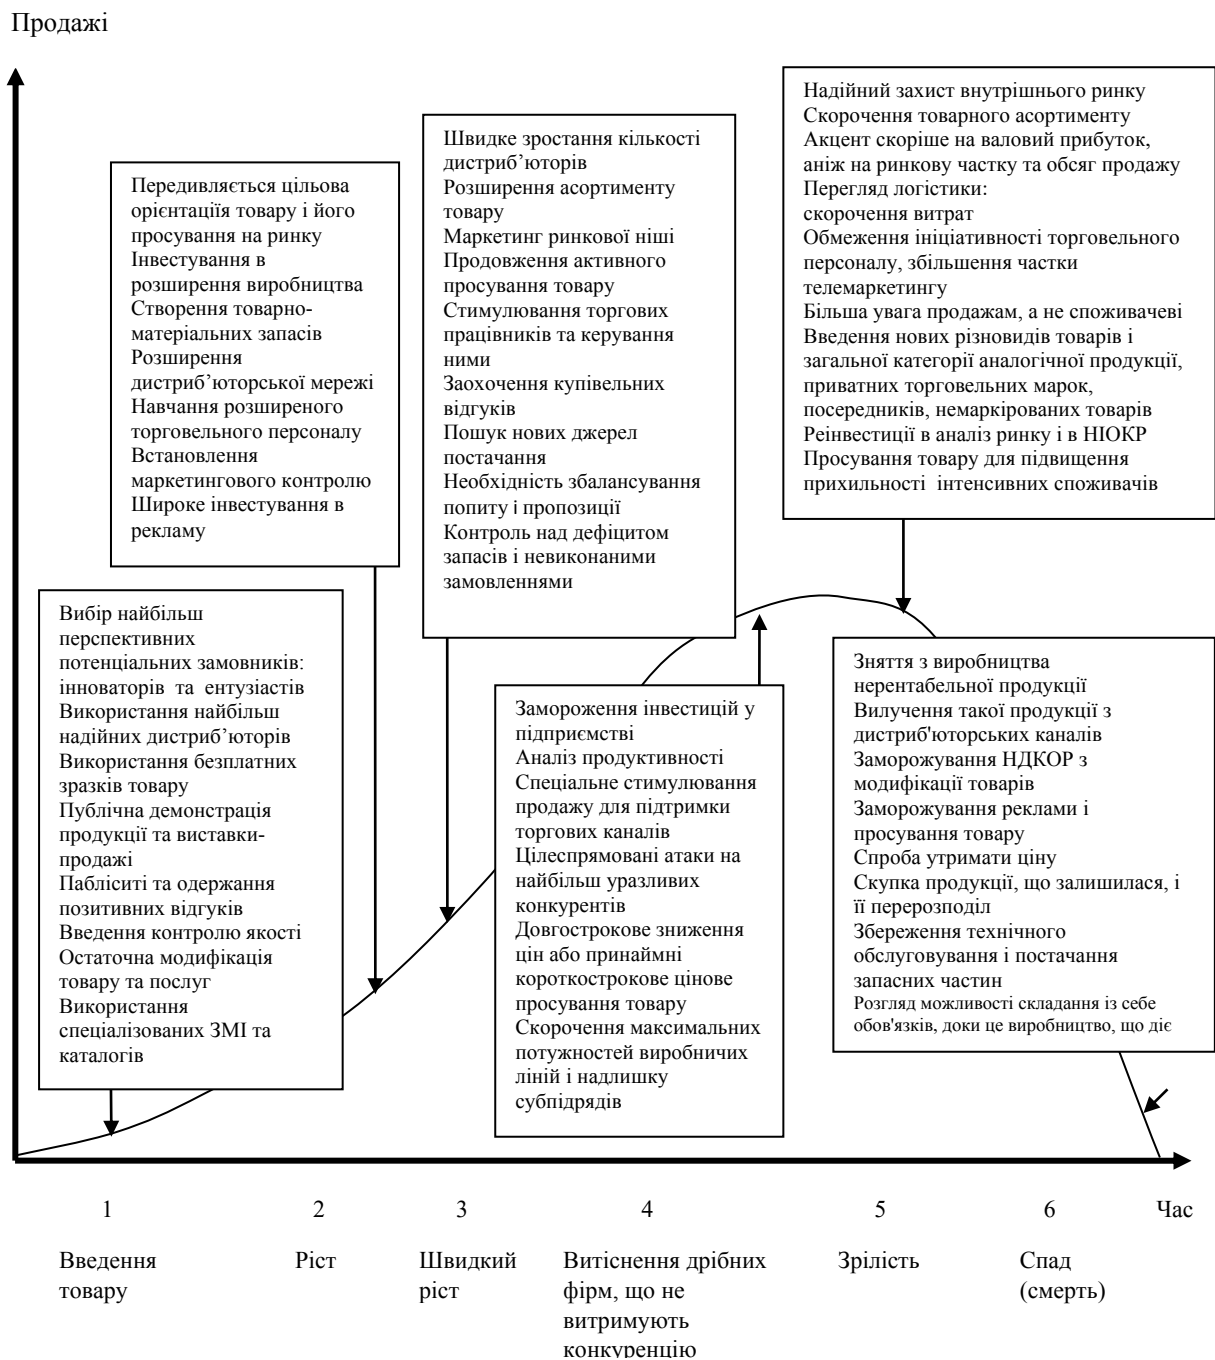 Продажі
Передивляється цільова
орієнтаціїя товару і його
просування на ринку
Інвестування в
розширення виробництва
Створення товарно-
матеріальних запасів
Розширення
дистриб’юторської мережі
Навчання розширеного
торговельного персоналу
Встановлення
маркетингового контролю
Широке інвестування в
рекламу
Швидке зростання кількості
дистриб’юторів
Розширення асортименту
товару
Маркетинг ринкової ніші
Продовження активного
просування товару
Стимулювання торгових
працівників та керування
ними
Заохочення купівельних
відгуків
Пошук нових джерел
постачання
Необхідність збалансування
попиту і пропозиції
Контроль над дефіцитом
запасів і невиконаними
замовленнями
Надійний захист внутрішнього ринку
Скорочення товарного асортименту
Акцент скоріше на валовий прибуток,
аніж на ринкову частку та обсяг продажу
Перегляд логістики:
скорочення витрат
Обмеження ініціативності торговельного
персоналу, збільшення частки
телемаркетингу
Більша увага продажам, а не споживачеві
Введення нових різновидів товарів і
загальної категорії аналогічної продукції,
приватних торговельних марок,
посередників, немаркірованих товарів
Реінвестиції в аналіз ринку і в НІОКР
Просування товару для підвищення
прихильності інтенсивних споживачів
Вибір найбільш
перспективних
потенціальних замовників:
інноваторів та ентузіастів
Використання найбільш
надійних дистриб’юторів
Використання безплатних
зразків товару
Публічна демонстрація
продукції та виставки-
продажі
Пабліситі та одержання
позитивних відгуків
Введення контролю якості
Остаточна модифікація
товару та послуг
Використання
спеціалізованих ЗМІ та
каталогів
Замороження інвестицій у
підприємстві
Аналіз продуктивності
Спеціальне стимулювання
продажу для підтримки
торгових каналів
Цілеспрямовані атаки на
найбільш уразливих
конкурентів
Довгострокове зниження
цін або принаймні
короткострокове цінове
просування товару
Скорочення максимальних
потужностей виробничих
ліній і надлишку
субпідрядів
Зняття з виробництва
нерентабельної продукції
Вилучення такої продукції з
дистриб'юторських каналів
Заморожування НДКОР з
модифікації товарів
Заморожування реклами і
просування товару
Спроба утримати ціну
Скупка продукції, що залишилася, і
її перерозподіл
Збереження технічного
обслуговування і постачання
запасних частин
Розгляд можливості складання із себе
обов'язків, доки це виробництво, що діє
1 2 3 4 5 6 Час
Введення
товару
Ріст
Швидкий
ріст
Витіснення дрібних
фірм, що не
витримують
конкуренцію
Зрілість
Спад
(смерть)